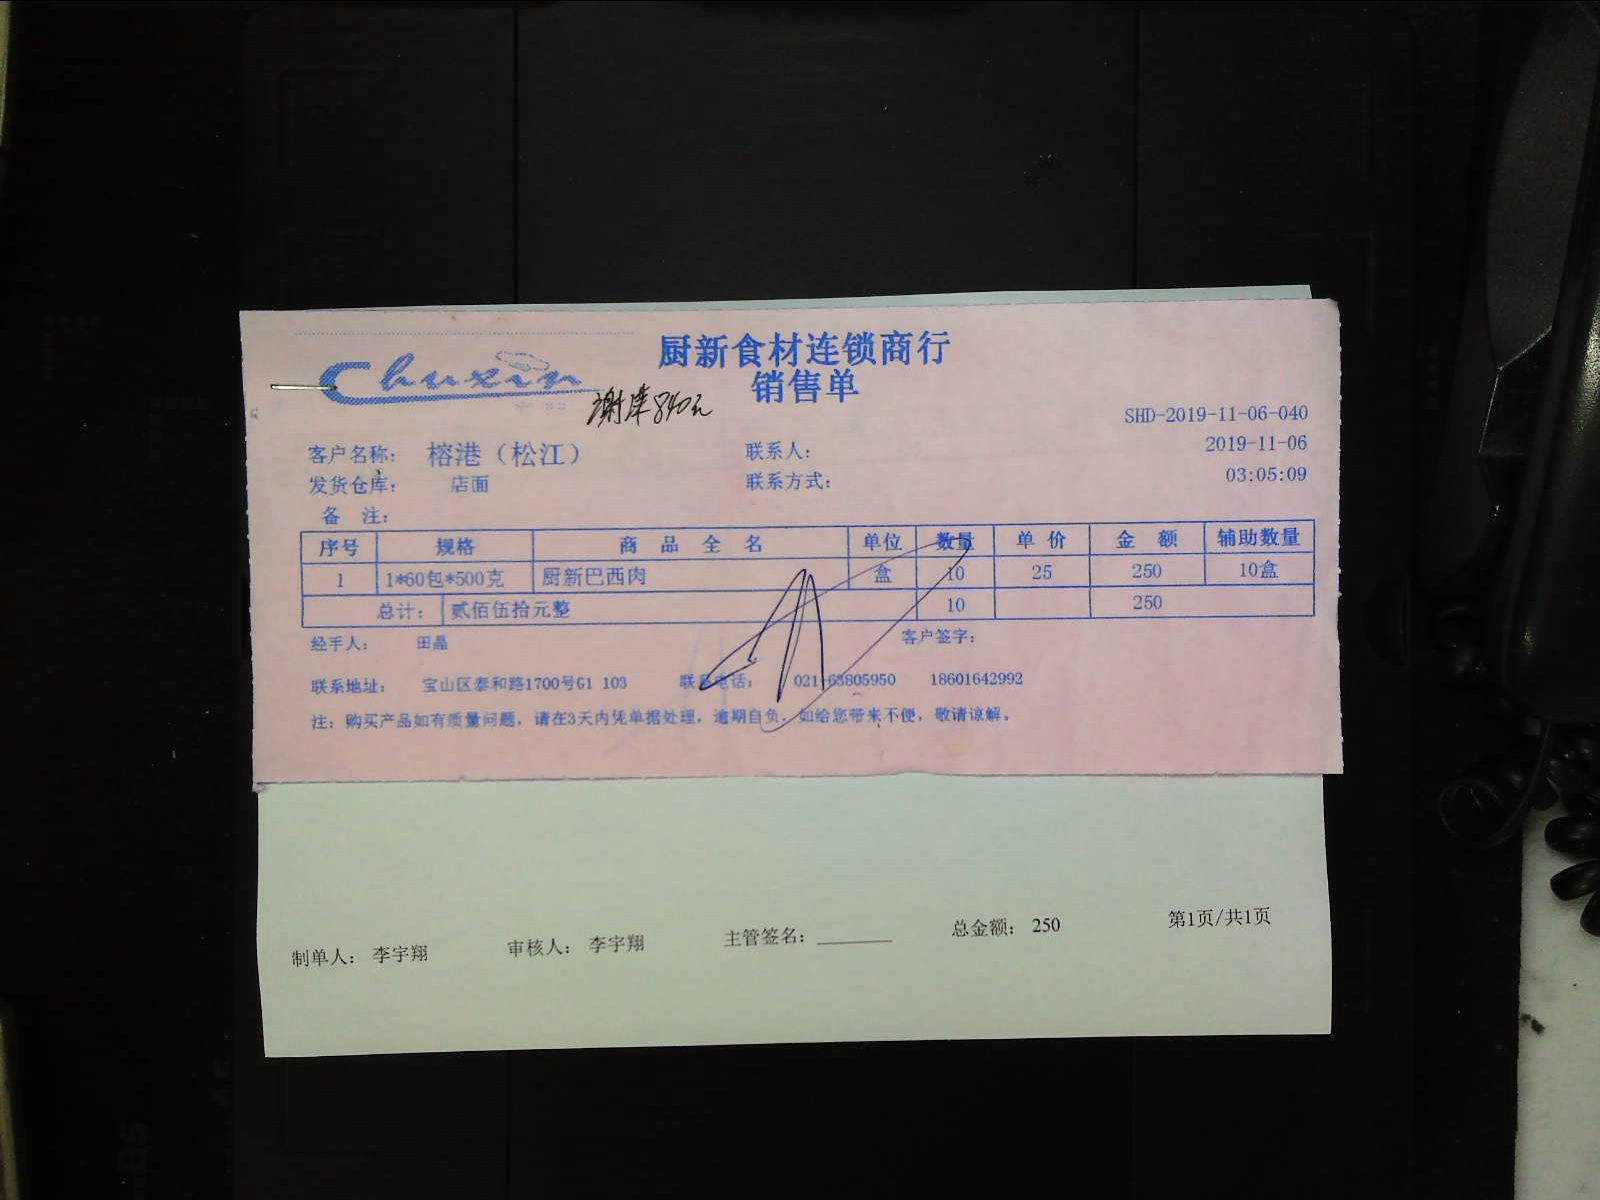 Chuxin
厨新食材连锁商行
销售单
谢峰840元
SHD-2019-11-06-040
客户名称： 榕港（松江） 联系人： 2019-11-06
发货仓库： 店面 联系方式： 03:05:09
备 注：
序号 规格 商 品 全 名 单位 数量 单 价 金 额 辅助数量
1 1*60包*500克 厨新巴西肉 盒 10 25 250 10盒
总计： 贰佰伍拾元整 10 250
经手人： 田晶 客户签字：
联系地址： 宝山区泰和路1700号G1 103 联系电话： 021-63805950 18601642992
注：购买产品如有质量问题，请在3天内凭单据处理，逾期自负。如给您带来不便，敬请谅解。
制单人： 李宇翔 审核人： 李宇翔 主管签名： 总金额： 250 第1页/共1页